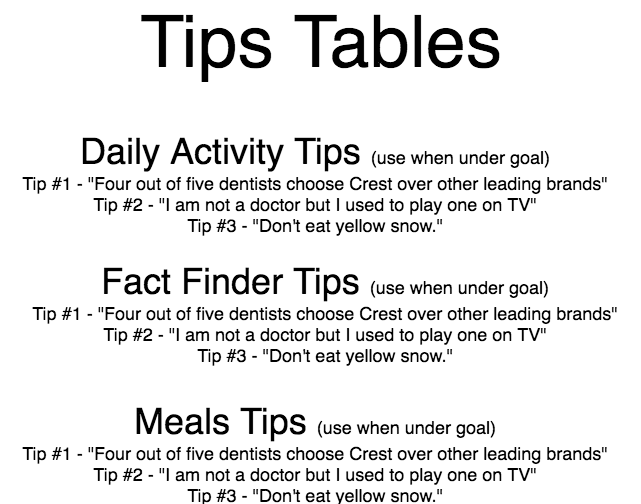 Tips Tables
Daily Activity Tips (use when under goal)
Tip #1 - "Four out of five dentists choose Crest over other leading brands"
Tip #2 - "I am not a doctor but I used to play one on TV"
Tip #3 - "Don't eat yellow snow."
Fact Finder Tips (use when under goal)
Tip #1 - "Four out of five dentists choose Crest over other leading brands"
Tip #2 - "I am not a doctor but I used to play one on TV"
Tip #3 - "Don't eat yellow snow."
Meals Tips (use when under goal)
Tip #1 - "Four out of five dentists choose Crest over other leading brands"
Tip #2 - "I am not a doctor but I used to play one on TV"
Tip #3 - "Don't eat yellow snow."